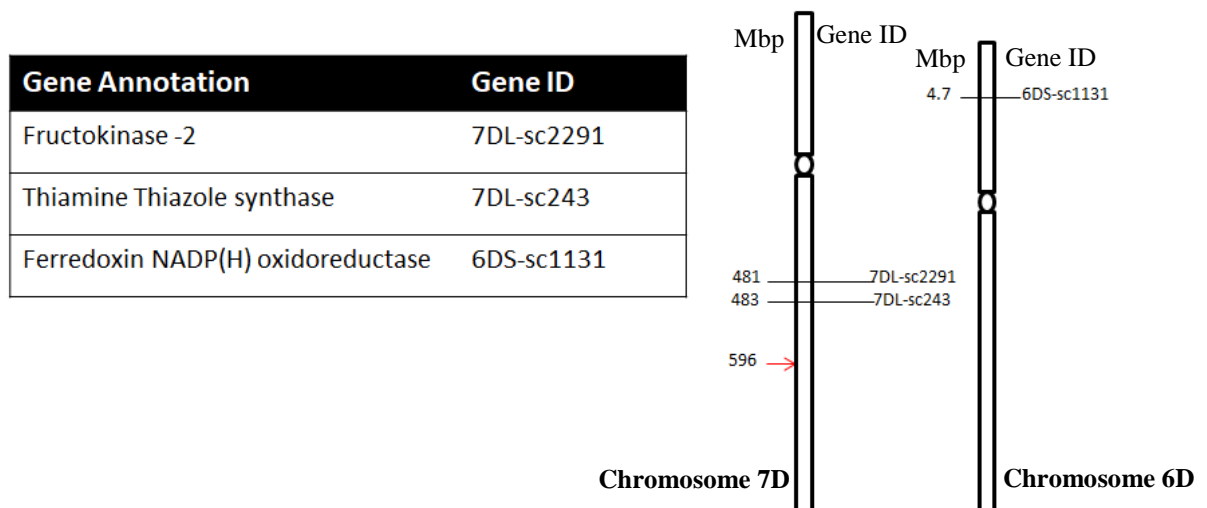 Gene Annotation Gene ID
Fructokinase -2 7DL-sc2291
Thiamine Thiazole synthase 7DL-sc243
Ferredoxin NADP(H) oxidoreductase 6DS-sc1131
Mbp Gene ID
481 7DL-sc2291
483 7DL-sc243
596
Chromosome 7D
Mbp Gene ID
4.7 6DS-sc1131
Chromosome 6D